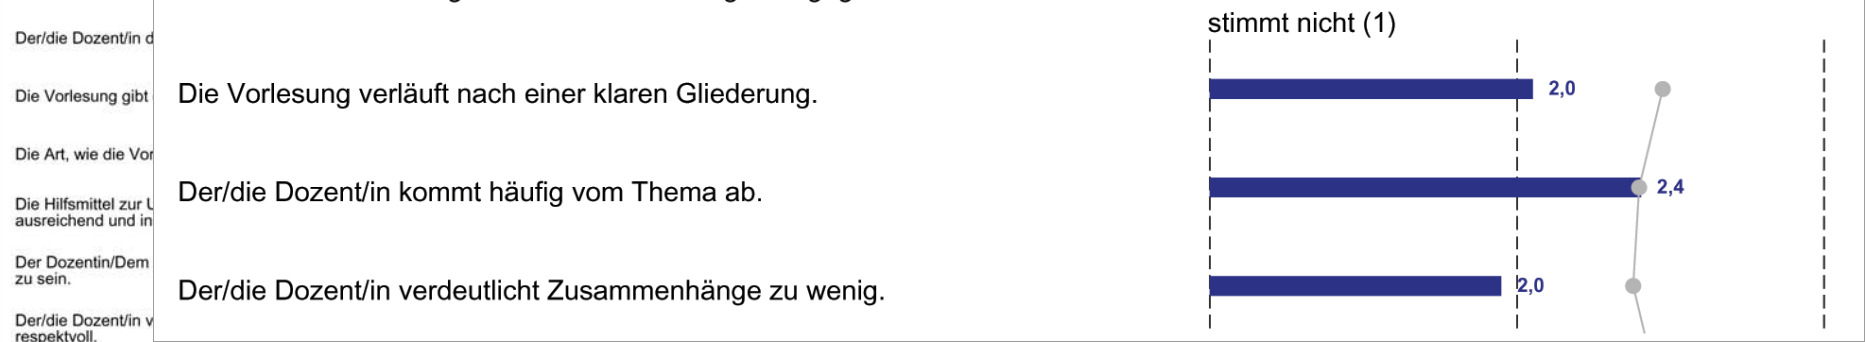 stimmt nicht (1)
Der/die Dozent/in
Die Vorlesung gibt
Die Art, wie die
Die Hilfsmittel zur
ausreichend und
Der Dozentin/Dem
zu sein.
Der/die Dozent/in
respektvoll.
Die Vorlesung verläuft nach einer klaren Gliederung.
2,0
Der/die Dozent/in kommt häufig vom Thema ab.
2,4
Der/die Dozent/in verdeutlicht Zusammenhänge zu wenig.
2,0